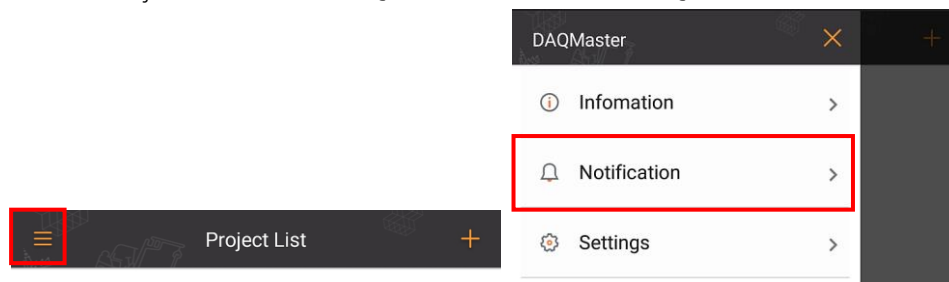 Project List
DAQMaster
Infomation
Notification
Settings